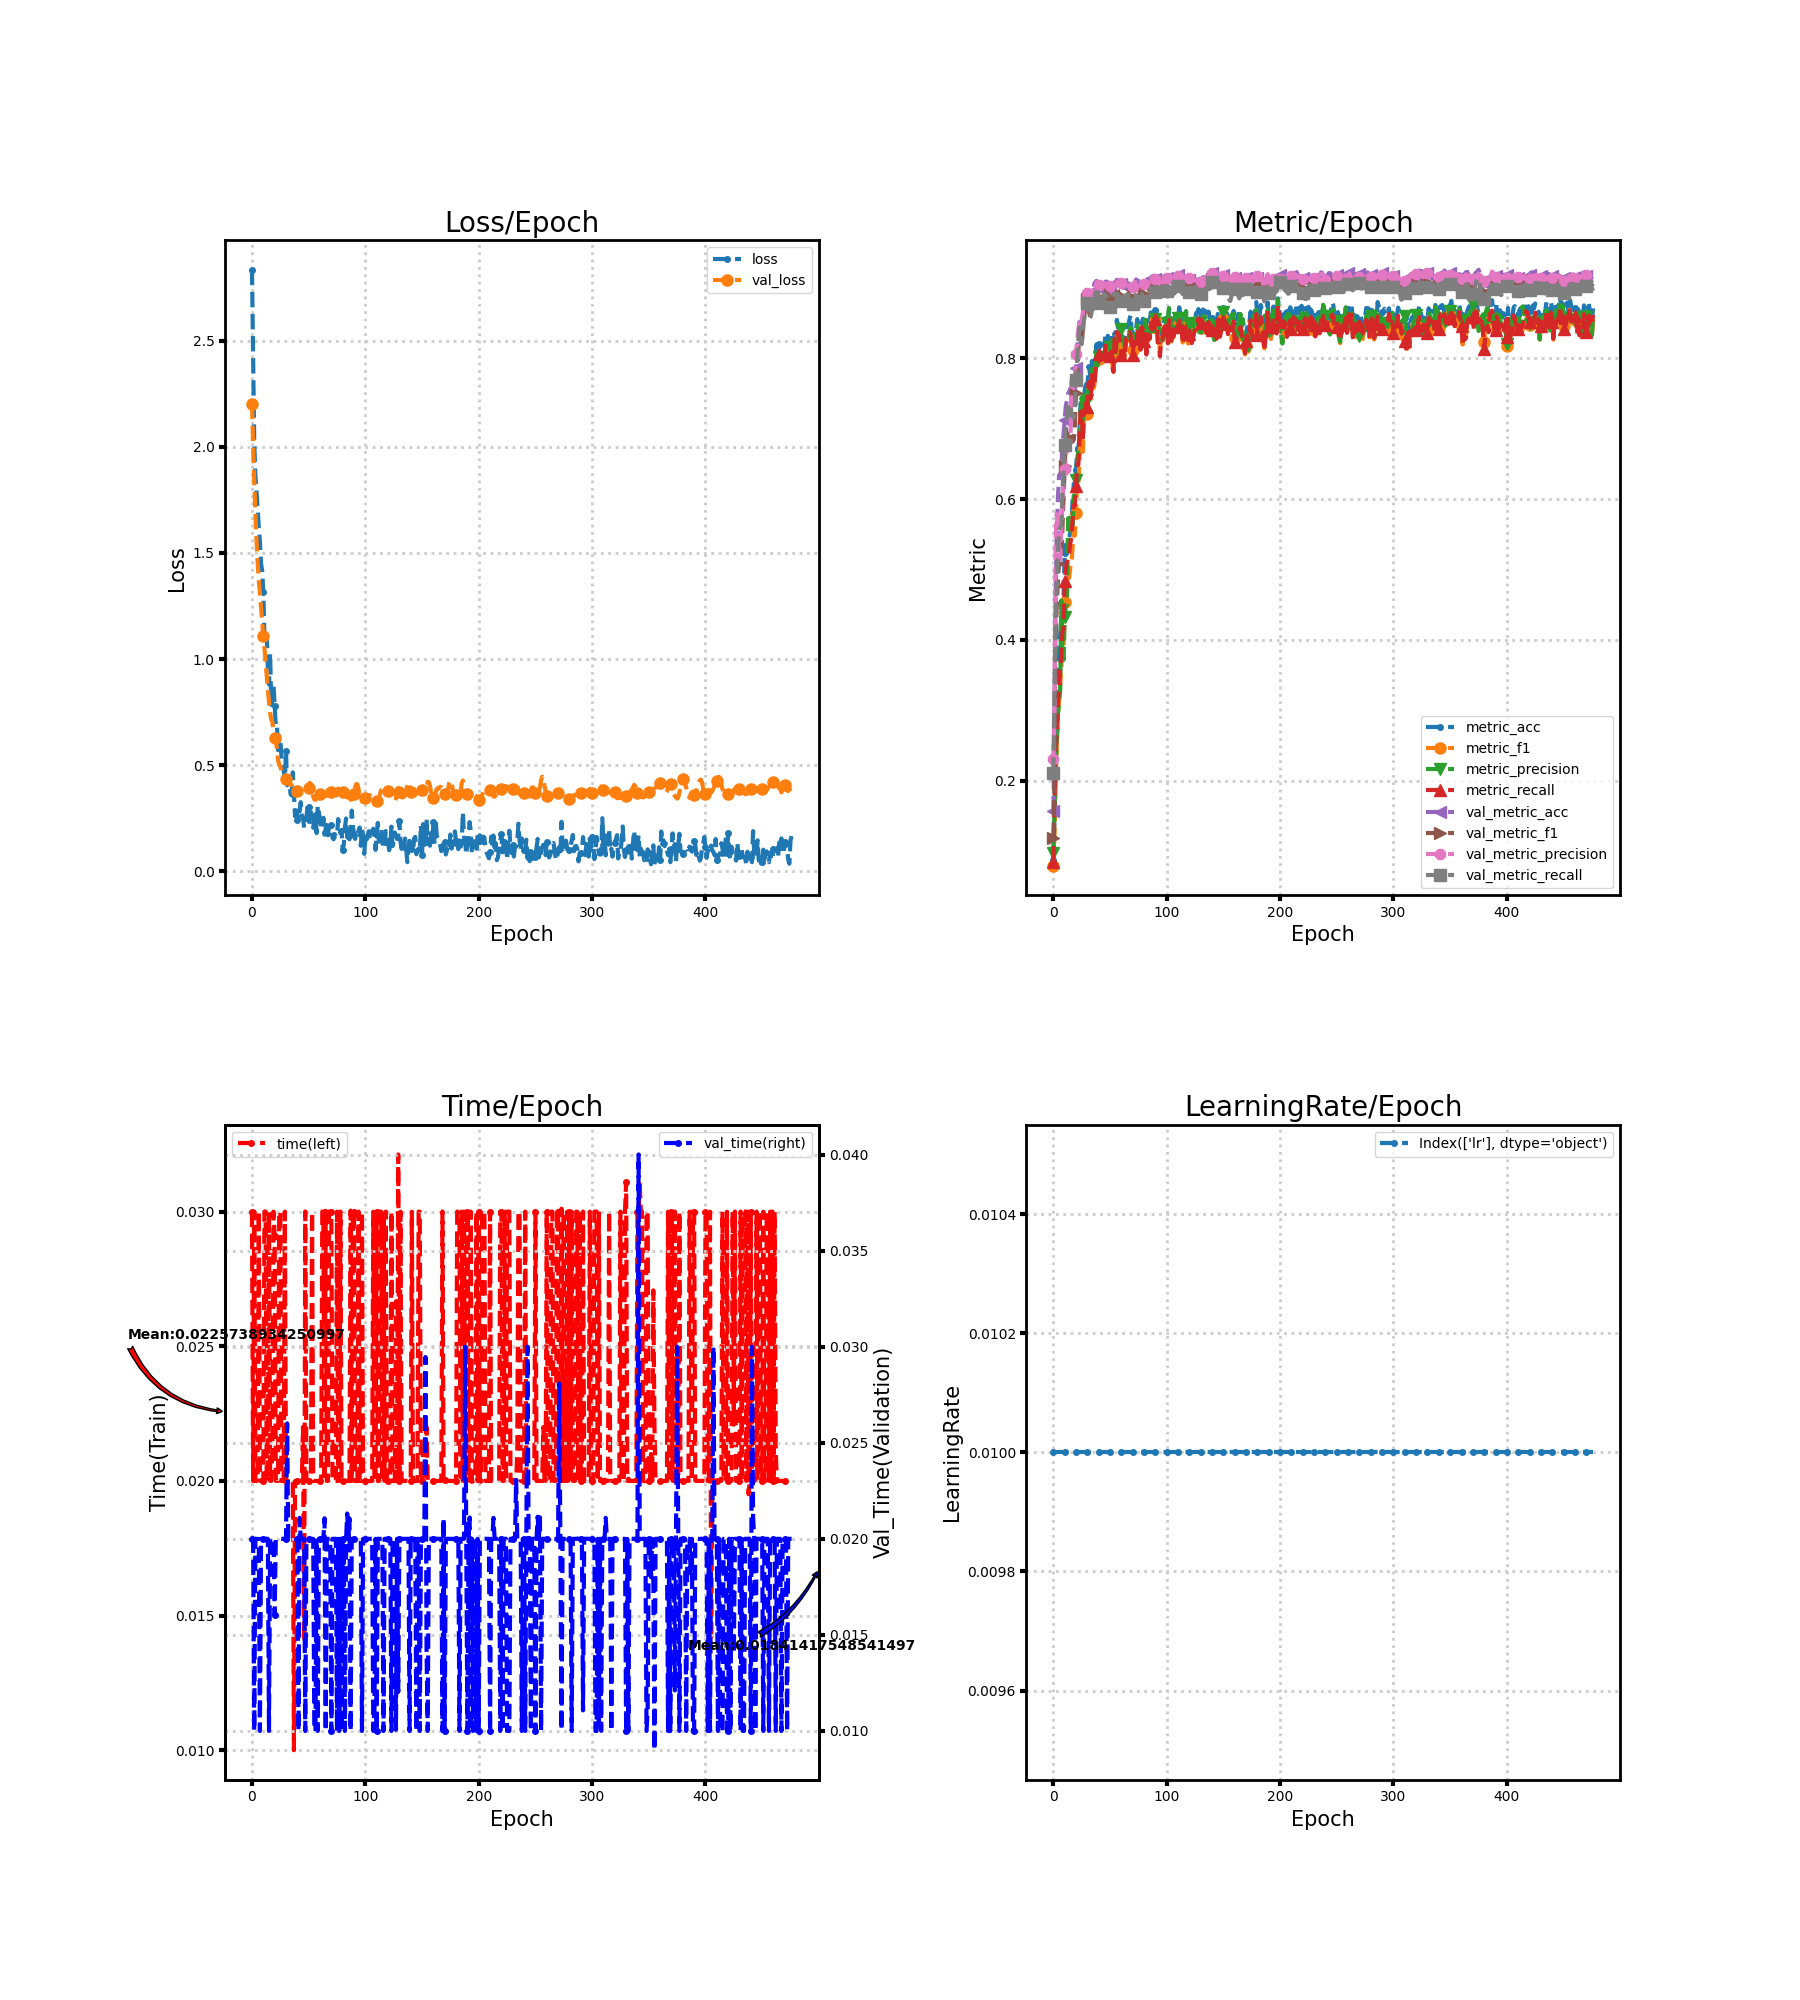 Loss/Epoch
loss
val_loss
2.5
2.0
1.5
1.0
0.5
0.0
Loss
0
100
200
300
400
Epoch
Metric/Epoch
0.8
0.6
0.4
0.2
Metric
metric_acc
metric_f1
metric_precision
metric_recall
val_metric_acc
val_metric_f1
val_metric_precision
val_metric_recall
0
100
200
300
400
Epoch
Time/Epoch
time(left)
val_time(right)
0.030
0.025
0.020
0.015
0.010
Time(Train)
Mean:0.0225738934250997
0.040
0.035
0.030
0.025
0.020
0.015
0.010
Val_Time(Validation)
Mean:0.01841417548541497
0
100
200
300
400
Epoch
LearningRate/Epoch
Index(['lr'], dtype='object')
0.0104
0.0102
0.0100
0.0098
0.0096
LearningRate
0
100
200
300
400
Epoch